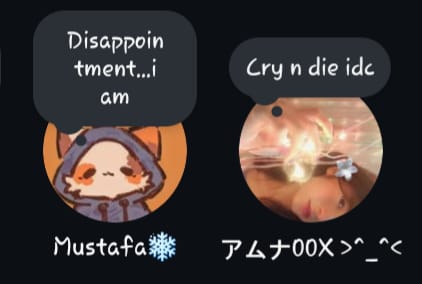 Disappoin
tment...i
am
Cry n die idc
Mustafa❄️
アムナ00X >^_^<